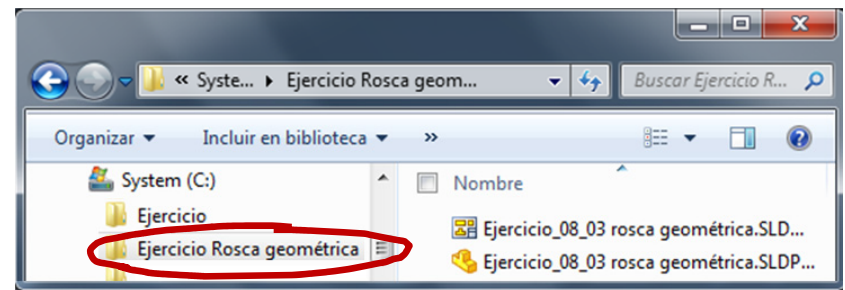 « Syste... ▸ Ejercicio Rosca geom...
Buscar Ejercicio R...
Organizar
Incluir en biblioteca
»
System (C:)
Nombre
Ejercicio
Ejercicio_08_03 rosca geométrica.SLD...
Ejercicio Rosca geométrica
Ejercicio_08_03 rosca geométrica.SLDP...